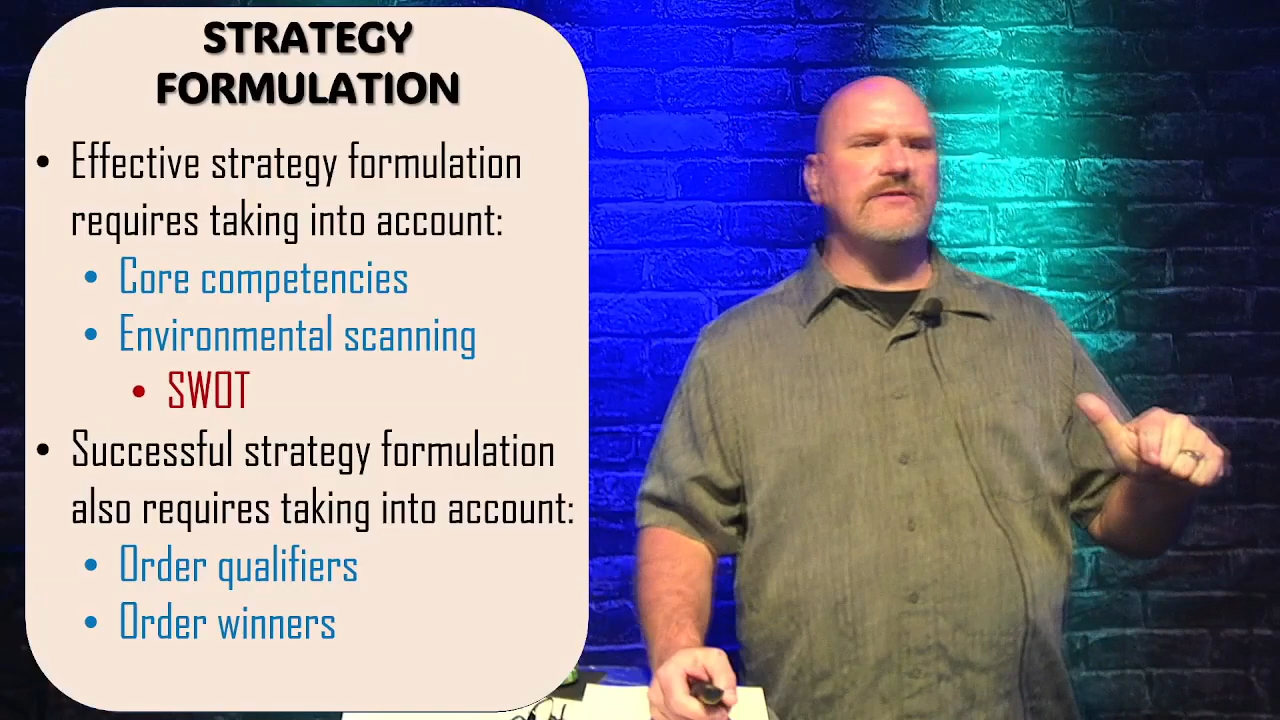 STRATEGY
FORMULATION
• Effective strategy formulation
requires taking into account:
• Core competencies
• Environmental scanning
• SWOT
• Successful strategy formulation
also requires taking into account:
• Order qualifiers
• Order winners